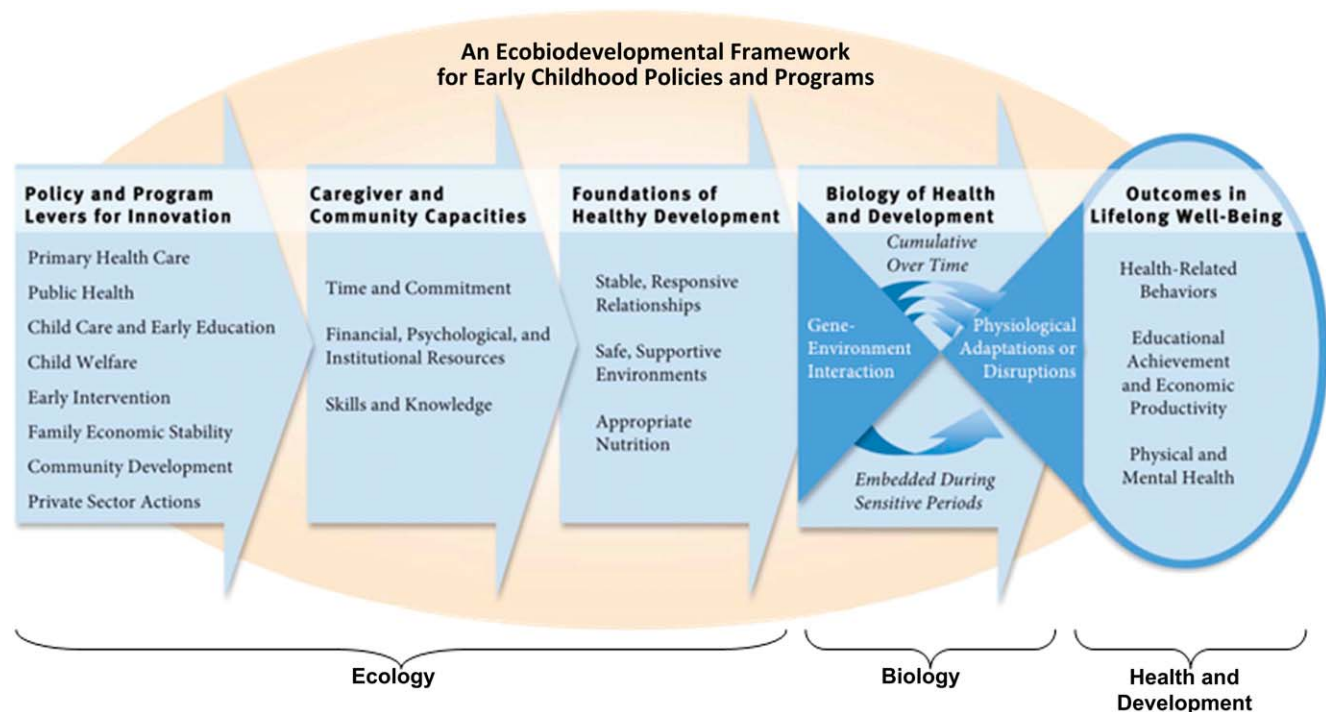 An Ecobiodevelopmental Framework
for Early Childhood Policies and Programs
Policy and Program
Levers for Innovation
Primary Health Care
Public Health
Child Care and Early Education
Child Welfare
Early Intervention
Family Economic Stability
Community Development
Private Sector Actions
Caregiver and
Community Capacities
Time and Commitment
Financial, Psychological, and
Institutional Resources
Skills and Knowledge
Foundations of
Healthy Development
Stable, Responsive
Relationships
Safe, Supportive
Environments
Appropriate
Nutrition
Biology of Health
and Development
Cumulative
Over Time
Gene-
Environment
Interaction
Physiological
Adaptations or
Disruptions
Embedded During
Sensitive Periods
Outcomes in
Lifelong Well-Being
Health-Related
Behaviors
Educational
Achievement
and Economic
Productivity
Physical and
Mental Health
Ecology
Biology
Health and
Development